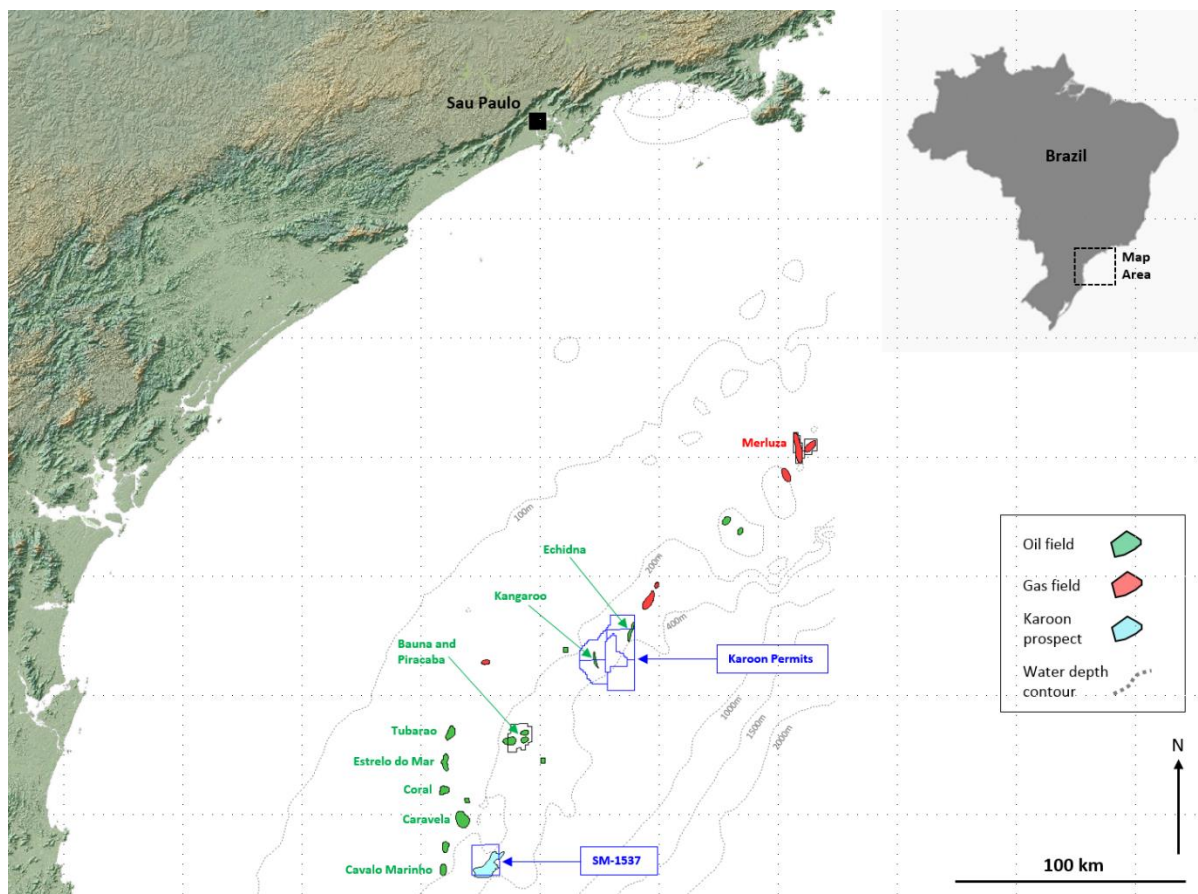 Sau Paulo
Brazil
Map
Area
Merluza
100m
Echidna
200m
Oil field
Kangaroo
400m
Gas field
Bauna and
Piracaba
Karoon Permits
Karoon
prospect
Water depth
contour
1000m
1500m
2000m
Tubarao
Estrelo do Mar
N
Coral
Caravela
SM-1537
Cavalo Marinho
100 km